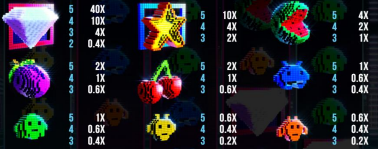 5 40X
4 10X
3 4X
2 0.4X
5 10X
4 4X
3 2X
5 4X
4 2X
3 1X
5 2X
4 1X
3 0.6X
5 2X
4 1X
3 0.6X
5 1X
4 0.6X
3 0.4X
5 1X
4 0.6X
3 0.4X
5 0.6X
4 0.4X
3 0.2X
5 0.6X
4 0.4X
3 0.2X